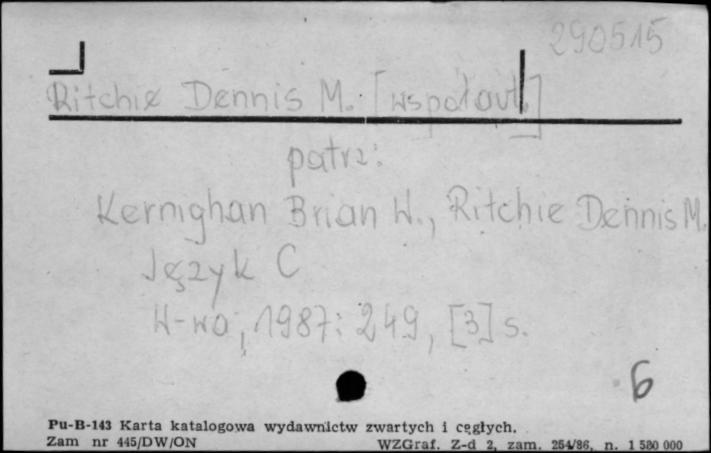 290515
Ritchie Dennis M. [współaut.]
patrz:
Kernighan Brian W., Ritchie Dennis M.
Język C
W-wa, 1987: 249, [3] s.
6
Pu-B-143 Karta katalogowa wydawnictw zwartych i ciągłych.
Zam nr 445/DW/ON WZGraf. Z-d 2, zam. 254/86, n. 1 580 000